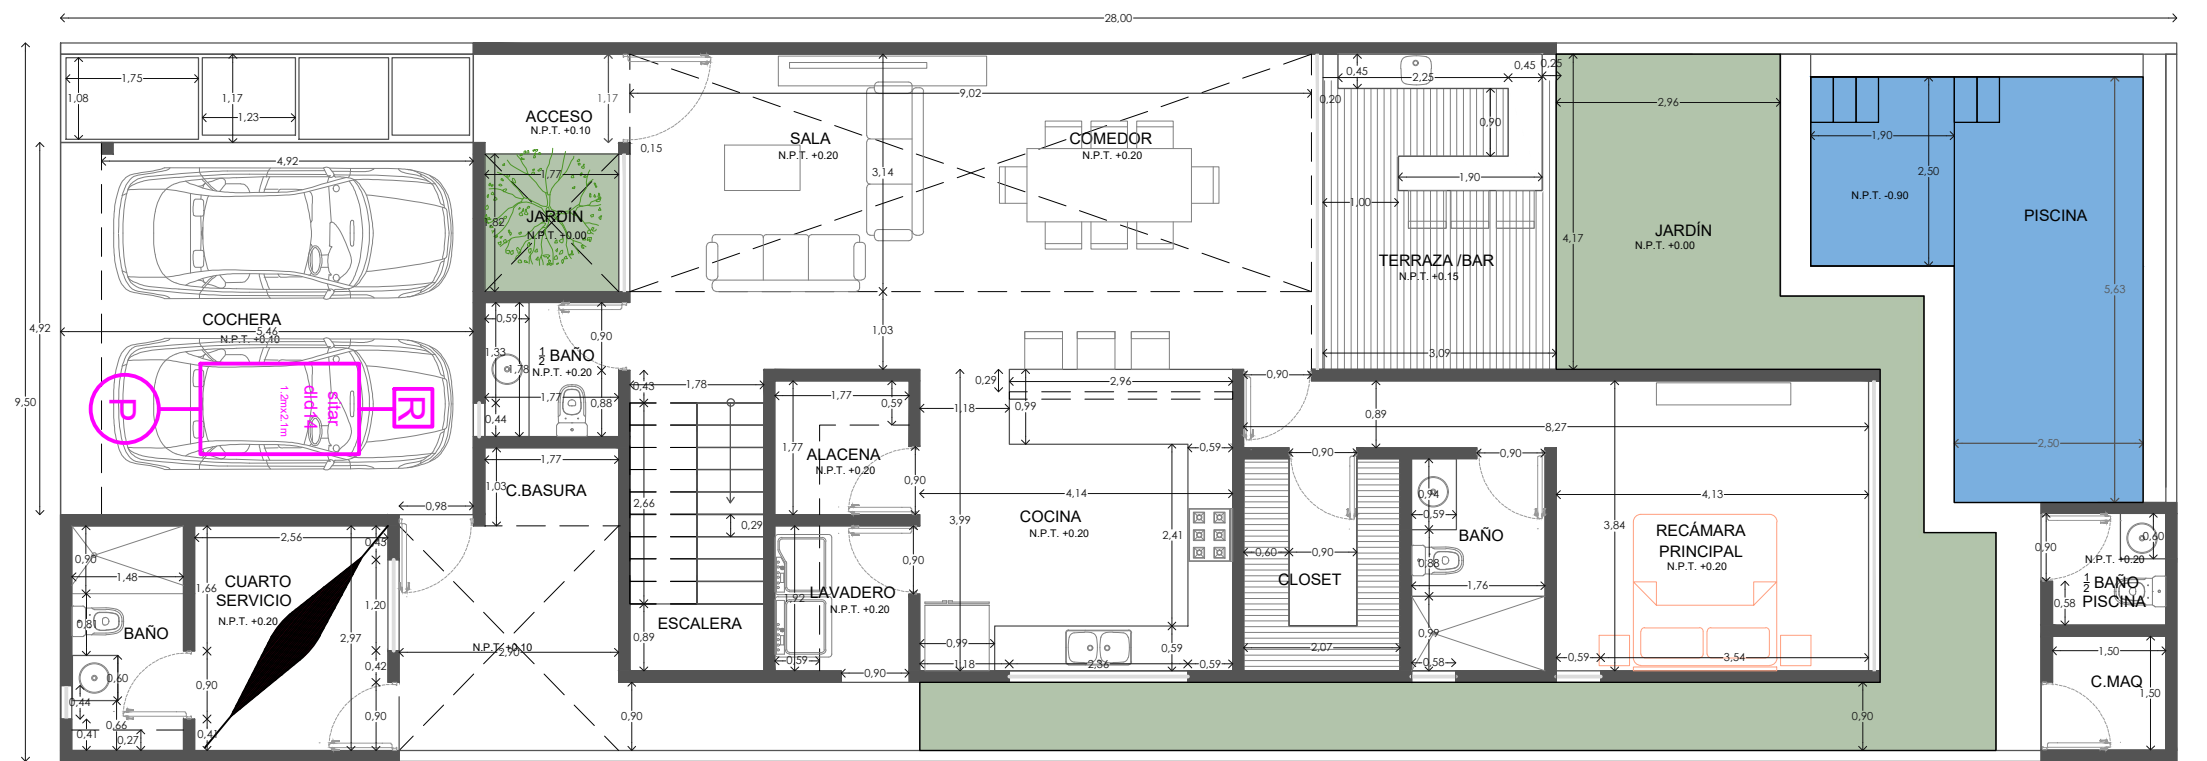 28,00
1,75
1,08
1,17
1,23
ACCESO
N.P.T. +0.10
1,17
0,15
9,02
SALA
N.P.T. +0.20
3,14
COMEDOR
N.P.T. +0.20
0,45
2,25
0,45
0,25
0,20
0,90
1,90
1,00
2,96
4,17
JARDÍN
N.P.T. +0.00
1,90
2,50
N.P.T. -0.90
PISCINA
5,63
2,50
4,92
1,77
JARDÍN
N.P.T. +0.00
TERRAZA /BAR
N.P.T. +0.15
3,09
4,92
9,50
COCHERA
5,46
N.P.T. +0.10
P
sitar
dld14
1.2mx2.1m
R
0,59
1,33
1,78
½ BAÑO
N.P.T. +0.20
0,90
1,77
0,88
0,44
1,03
0,43
1,78
1,77
0,59
1,77
ALACENA
N.P.T. +0.20
0,90
1,18
0,29
0,99
2,96
0,59
0,90
0,89
8,27
1,77
C.BASURA
1,03
0,98
2,66
0,29
4,14
3,99
COCINA
N.P.T. +0.20
2,41
0,90
0,90
0,94
0,59
BAÑO
0,88
1,76
0,99
0,58
4,13
3,84
RECÁMARA
PRINCIPAL
N.P.T. +0.20
0,59
3,54
0,60
0,90
CLOSET
2,07
0,90
1,48
0,81
BAÑO
0,60
0,44
0,66
0,41
0,27
2,56
0,43
1,66
CUARTO
SERVICIO
N.P.T. +0.20
1,20
2,97
0,42
0,90
0,90
N.P.T. +0.10
2,90
ESCALERA
0,89
LAVADERO
N.P.T. +0.20
1,92
0,59
0,90
0,90
0,99
1,18
2,36
0,59
0,59
0,90
0,90
0,90
0,60
N.P.T. +0.20
½ BAÑO
PISCINA
0,58
1,50
C.MAQ
1,50